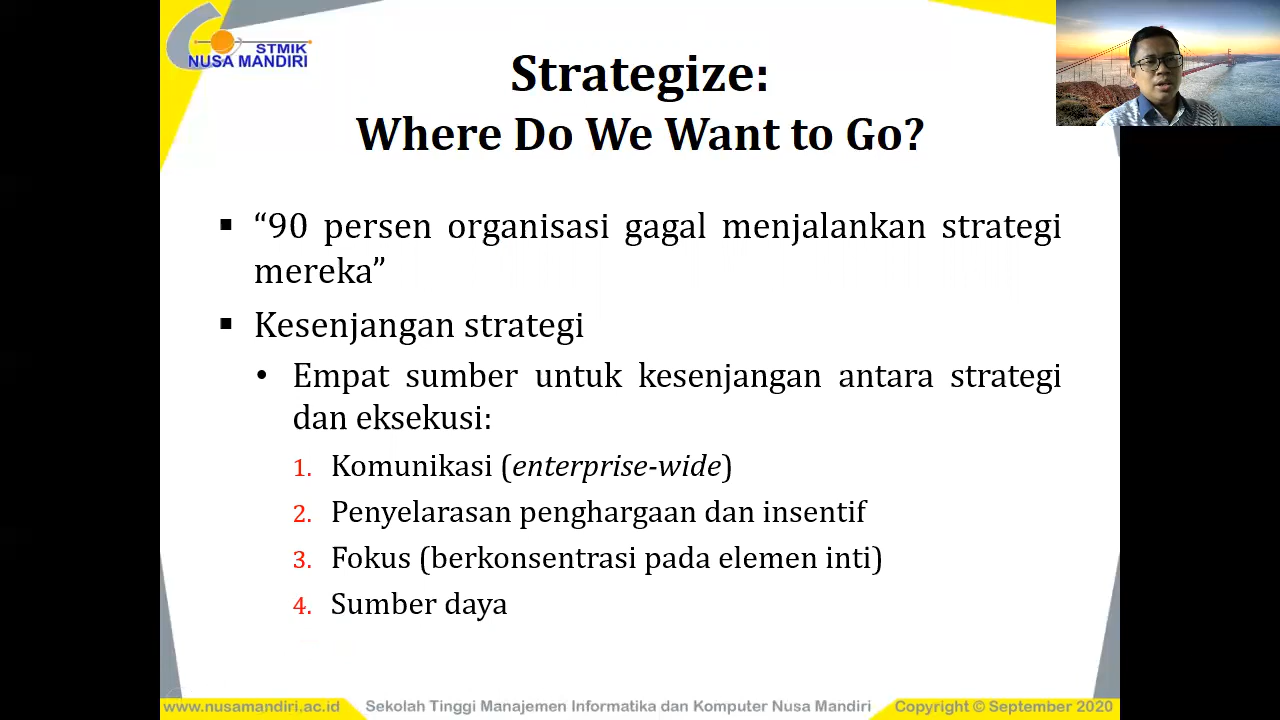 STMIK
NUSA MANDIRI
Strategize:
Where Do We Want to Go?
▪ “90 persen organisasi gagal menjalankan strategi
mereka”
▪ Kesenjangan strategi
• Empat sumber untuk kesenjangan antara strategi
dan eksekusi:
1. Komunikasi (enterprise-wide)
2. Penyelarasan penghargaan dan insentif
3. Fokus (berkonsentrasi pada elemen inti)
4. Sumber daya
www.nusamandiri.ac.id Sekolah Tinggi Manajemen Informatika dan Komputer Nusa Mandiri Copyright © September 2020